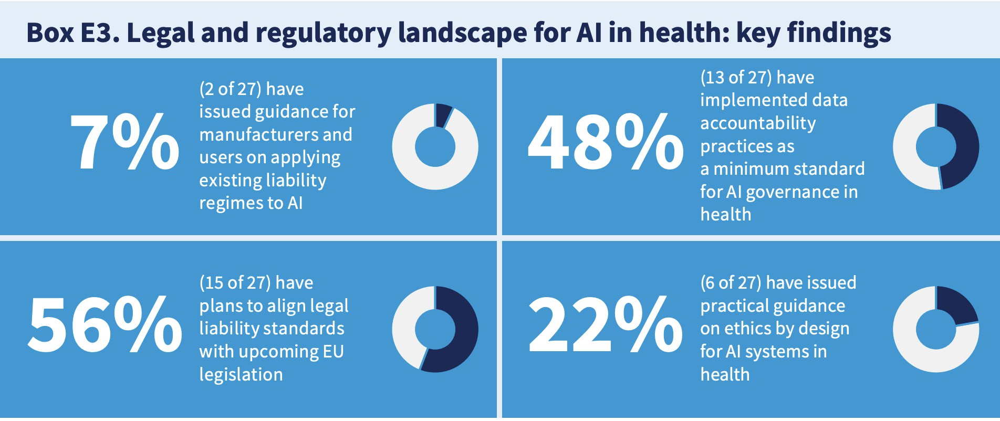 Box E3. Legal and regulatory landscape for AI in health: key findings
7%
(2 of 27) have
issued guidance for
manufacturers and
users on applying
existing liability
regimes to AI
48%
(13 of 27) have
implemented data
accountability
practices as
a minimum standard
for AI governance in
health
56%
(15 of 27) have
plans to align legal
liability standards
with upcoming EU
legislation
22%
(6 of 27) have issued
practical guidance
on ethics by design
for AI systems in
health